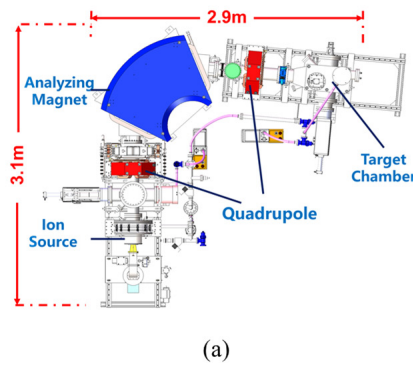 2.9m
Analyzing
Magnet
3.1m
Target
Chamber
Quadrupole
Ion
Source
(a)